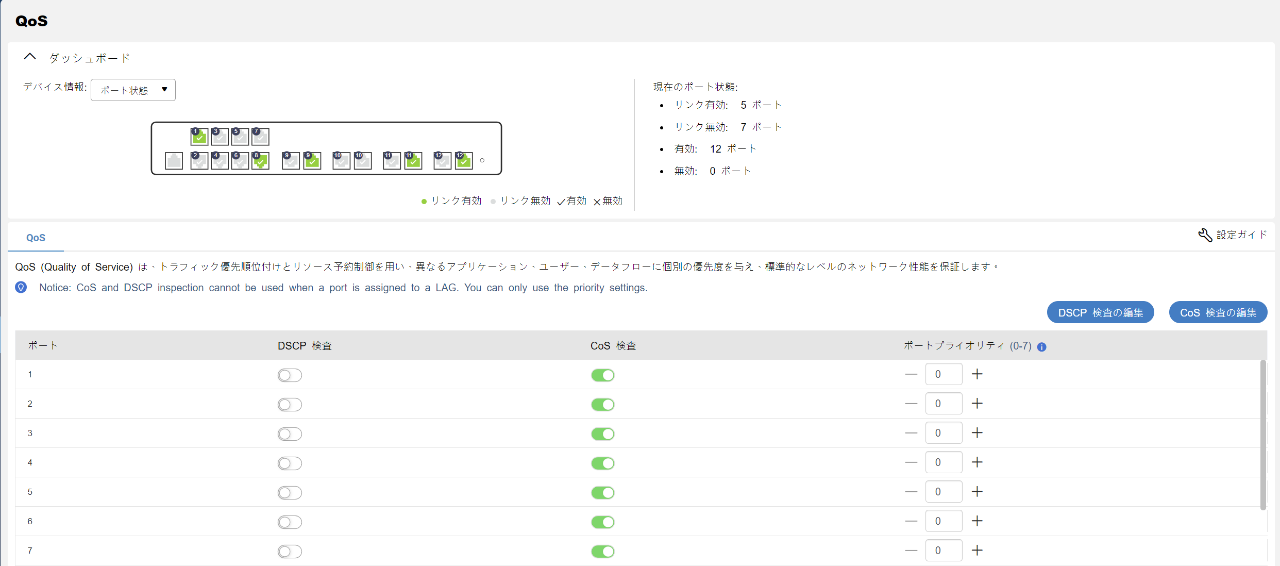 QoS
ダッシュボード
デバイス情報: ポート状態
現在のポート状態:
リンク有効: 5 ポート
リンク無効: 7 ポート
有効: 12 ポート
無効: 0 ポート
1 3 5 7
2 4 6 8 9 9 10 10 11 11 12 12
リンク有効 リンク無効 有効 無効
QoS
設定ガイド
QoS (Quality of Service) は、トラフィック優先順位付けとリソース予約制御を用い、異なるアプリケーション、ユーザー、データフローに個別の優先度を与え、標準的なレベルのネットワーク性能を保証します。
Notice: CoS and DSCP inspection cannot be used when a port is assigned to a LAG. You can only use the priority settings.
DSCP 検査の編集 CoS 検査の編集
ポート DSCP 検査 CoS 検査 ポートプライオリティ (0-7)
1 0
2 0
3 0
4 0
5 0
6 0
7 0